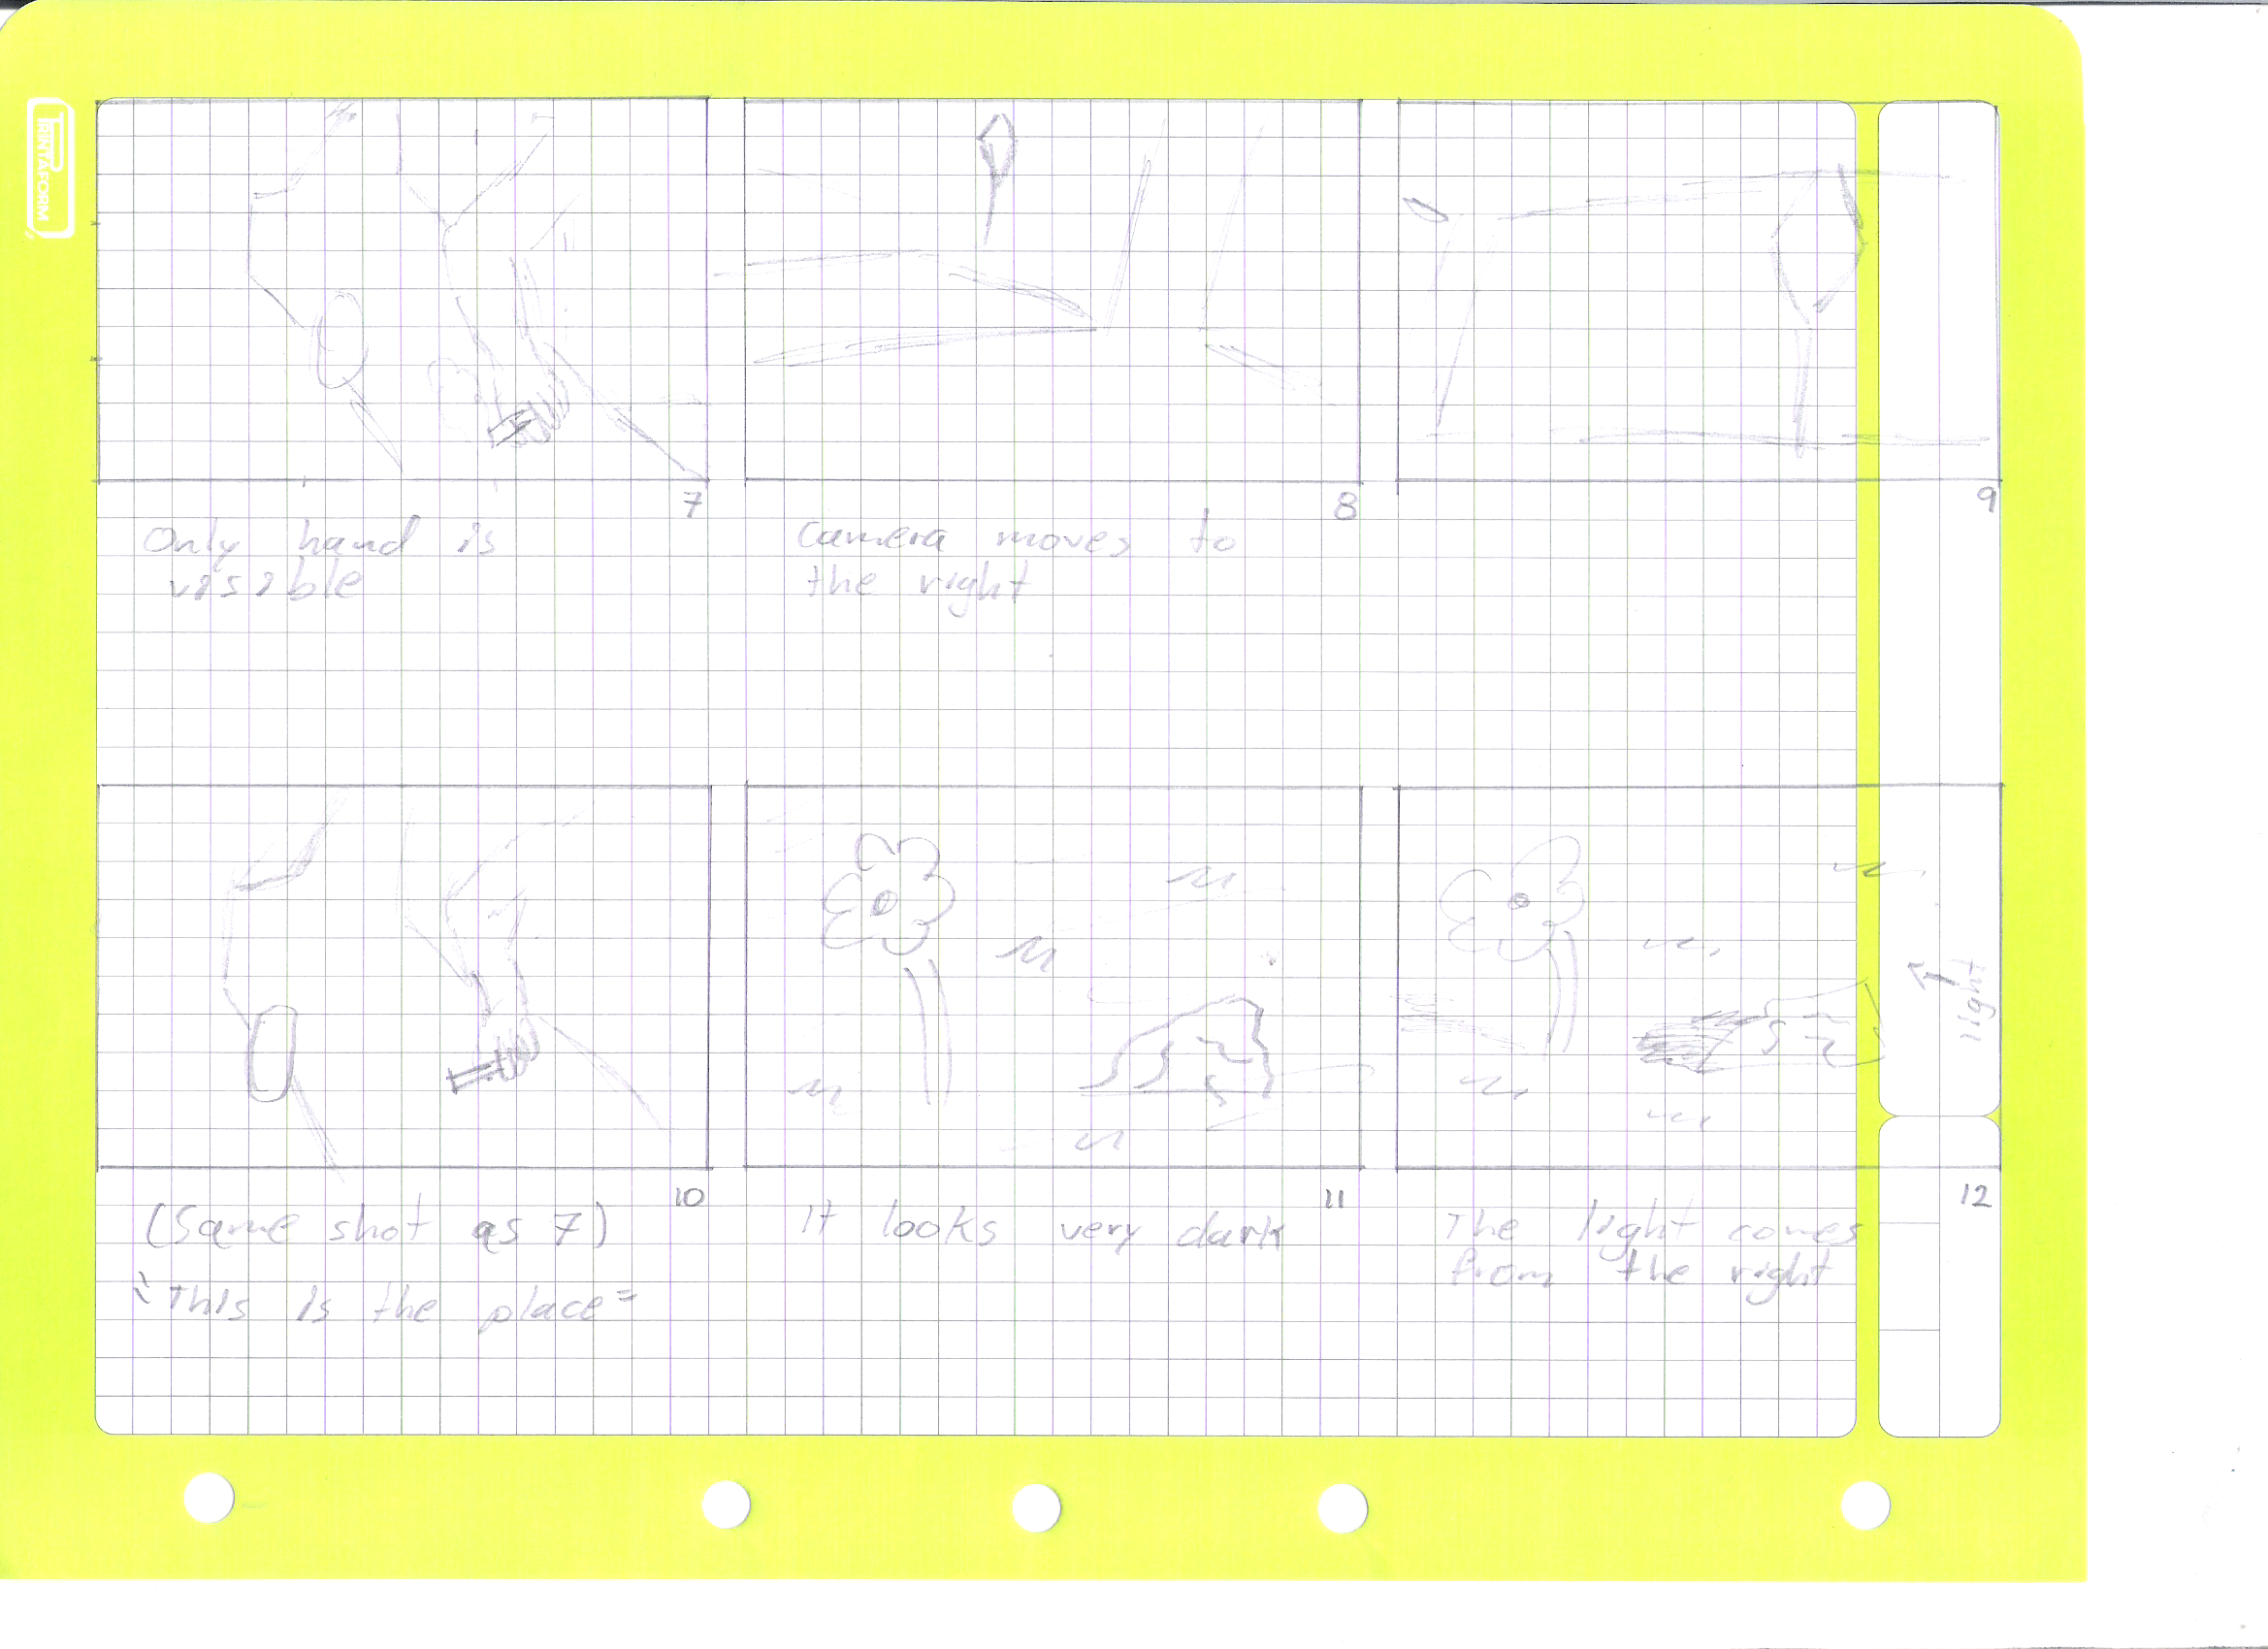 PRINTAFORM
7
8
9
Only hand is
visible
camera moves to
the right
light
10
11
12
(Same shot as 7)
"This is the place"
It looks very dark
The light comes
from the right